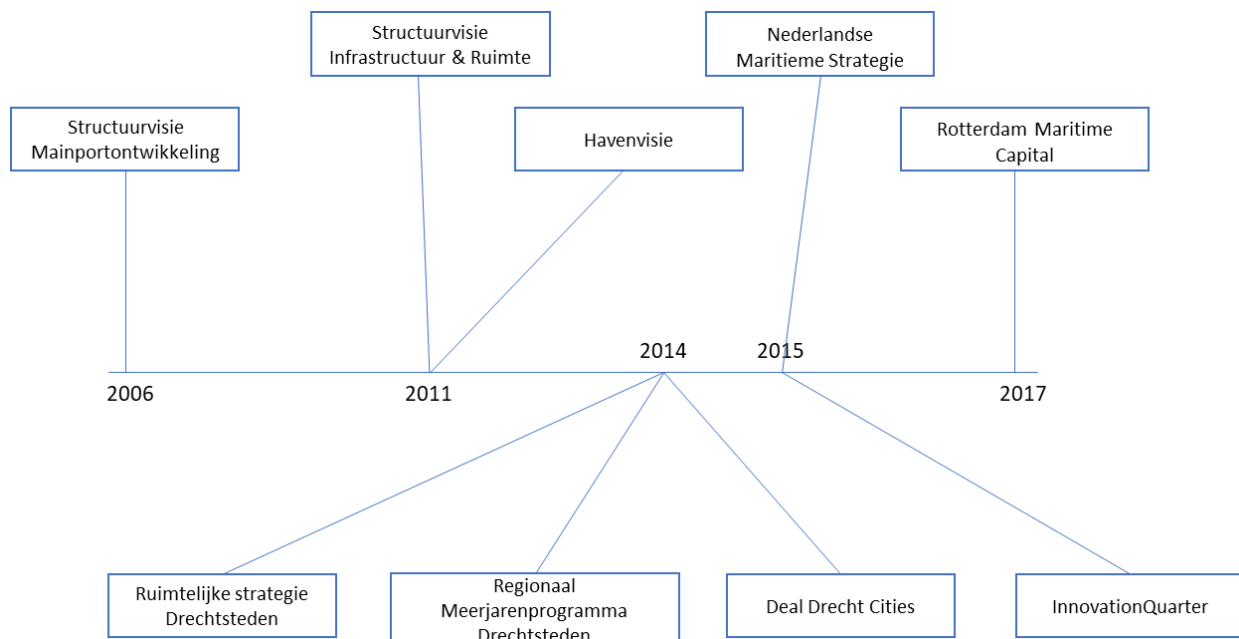 Structuurvisie
Infrastructuur & Ruimte
Nederlandse
Maritieme Strategie
Structuurvisie
Mainportontwikkeling
Havenvisie
Rotterdam Maritime
Capital
2014
2015
2006
2011
2017
Ruimtelijke strategie
Drechtsteden
Regionaal
Meerjarenprogramma
Drechtsteden
Deal Drecht Cities
InnovationQuarter